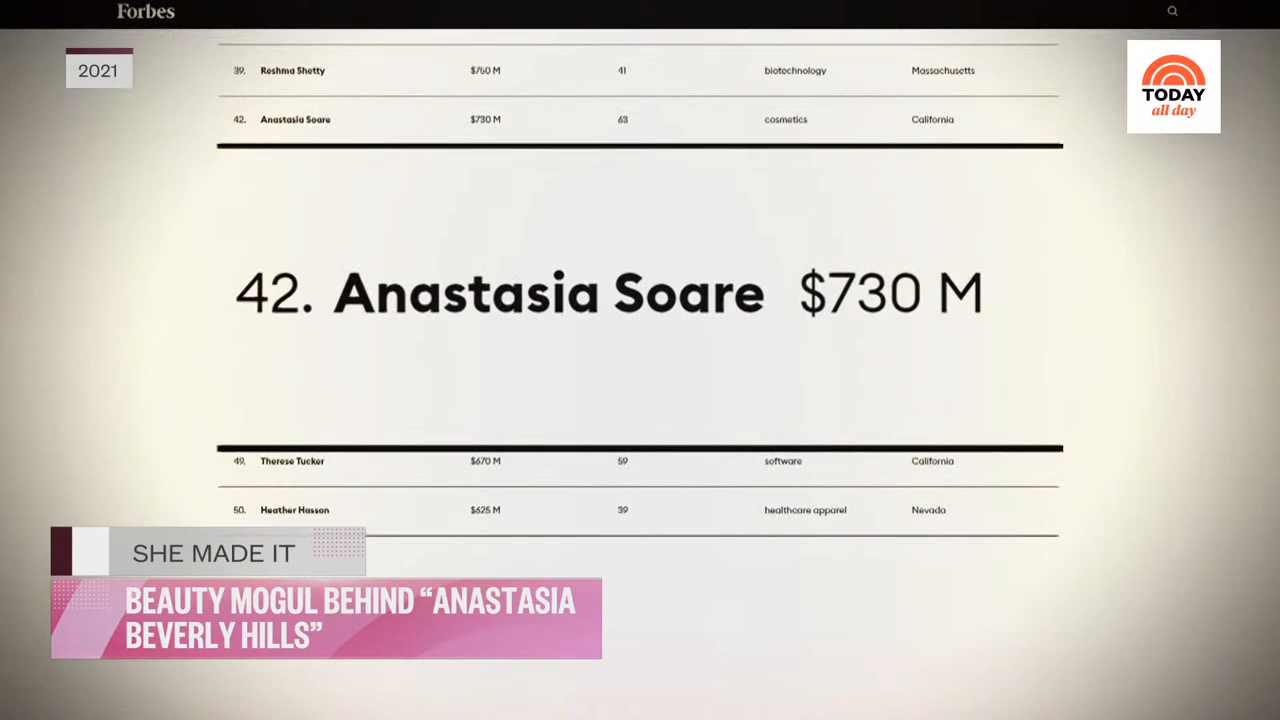 Forbes
2021
TODAY
all day
39. Reshma Shetty $750 M 41 biotechnology Massachusetts
42. Anastasia Soare $730 M 63 cosmetics California
42. Anastasia Soare $730 M
49. Therese Tucker $670 M 59 software California
50. Heather Hasson $625 M 39 healthcare apparel Nevada
SHE MADE IT
BEAUTY MOGUL BEHIND “ANASTASIA
BEVERLY HILLS”